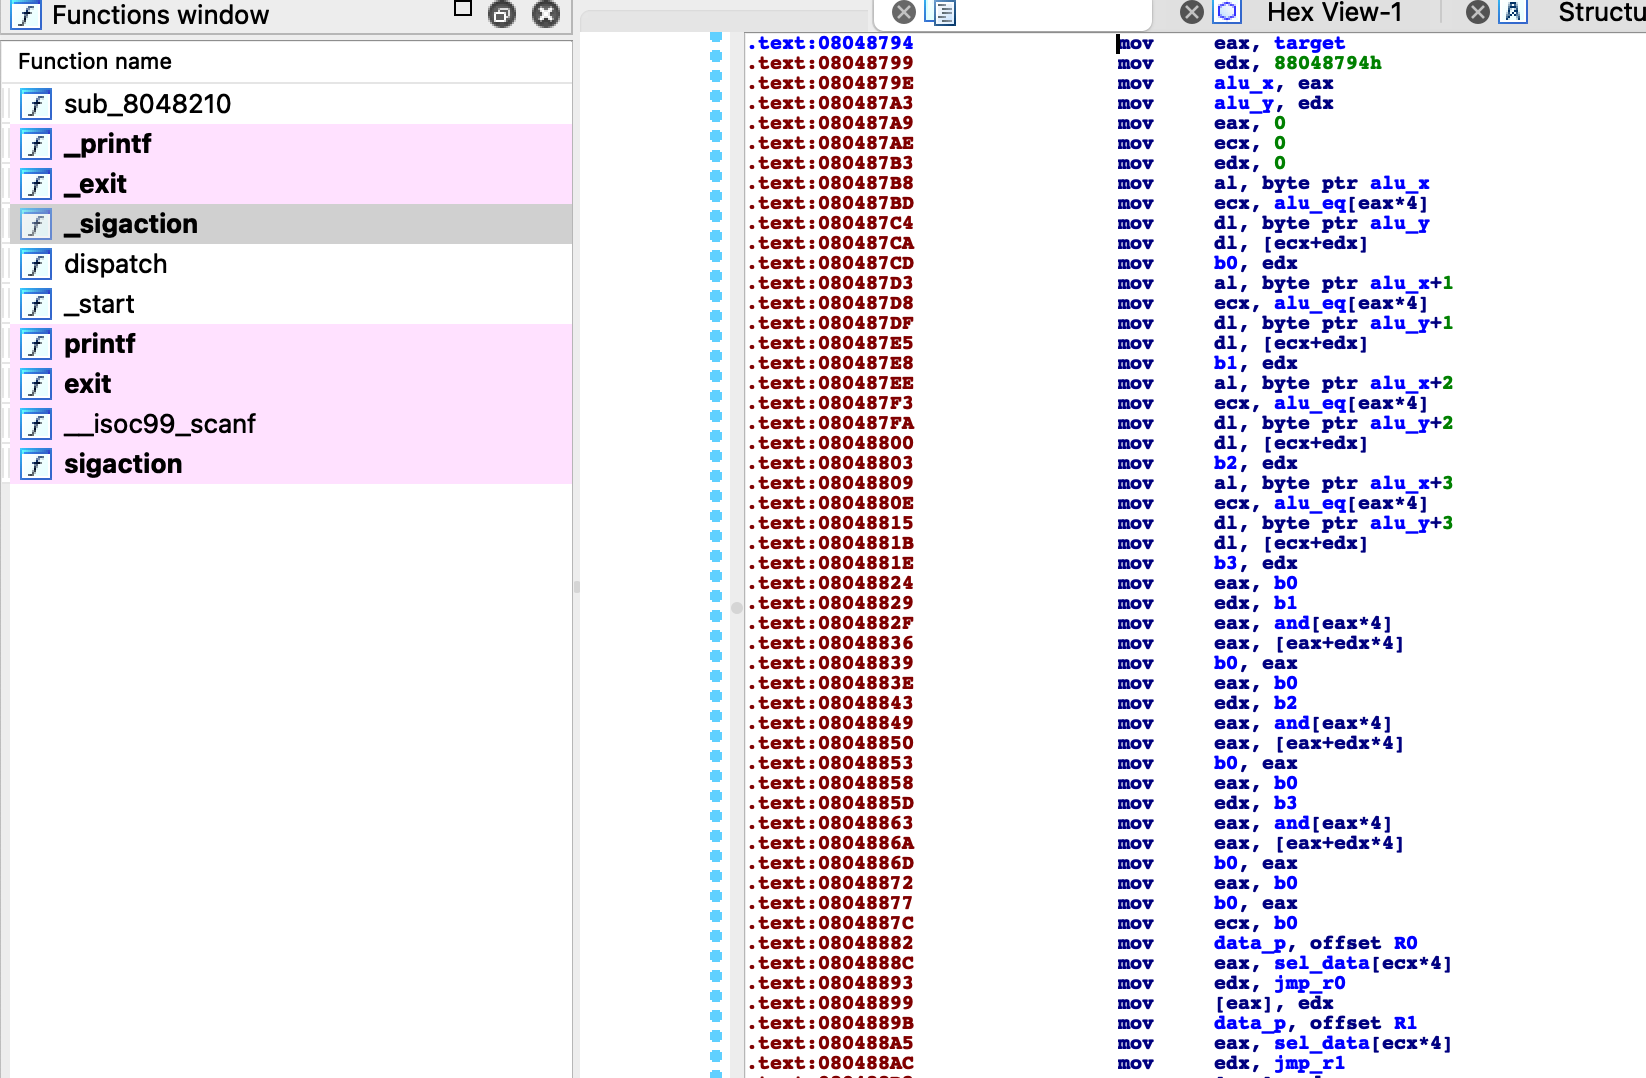 Functions window
Function name
sub_8048210
_printf
_exit
_sigaction
dispatch
_start
printf
exit
__isoc99_scanf
sigaction
Hex View-1
Structu
.text:08048794 mov eax, target
.text:08048799 mov edx, 88048794h
.text:0804879E mov alu_x, eax
.text:080487A3 mov alu_y, edx
.text:080487A9 mov eax, 0
.text:080487AE mov ecx, 0
.text:080487B3 mov edx, 0
.text:080487B8 mov al, byte ptr alu_x
.text:080487BD mov ecx, alu_eq[eax*4]
.text:080487C4 mov dl, byte ptr alu_y
.text:080487CA mov dl, [ecx+edx]
.text:080487CD mov b0, edx
.text:080487D3 mov al, byte ptr alu_x+1
.text:080487D8 mov ecx, alu_eq[eax*4]
.text:080487DF mov dl, byte ptr alu_y+1
.text:080487E5 mov dl, [ecx+edx]
.text:080487E8 mov b1, edx
.text:080487EE mov al, byte ptr alu_x+2
.text:080487F3 mov ecx, alu_eq[eax*4]
.text:080487FA mov dl, byte ptr alu_y+2
.text:08048800 mov dl, [ecx+edx]
.text:08048803 mov b2, edx
.text:08048809 mov al, byte ptr alu_x+3
.text:0804880E mov ecx, alu_eq[eax*4]
.text:08048815 mov dl, byte ptr alu_y+3
.text:0804881B mov dl, [ecx+edx]
.text:0804881E mov b3, edx
.text:08048824 mov eax, b0
.text:08048829 mov edx, b1
.text:0804882F mov eax, and[eax*4]
.text:08048836 mov eax, [eax+edx*4]
.text:08048839 mov b0, eax
.text:0804883E mov eax, b0
.text:08048843 mov edx, b2
.text:08048849 mov eax, and[eax*4]
.text:08048850 mov eax, [eax+edx*4]
.text:08048853 mov b0, eax
.text:08048858 mov eax, b0
.text:0804885D mov edx, b3
.text:08048863 mov eax, and[eax*4]
.text:0804886A mov eax, [eax+edx*4]
.text:0804886D mov b0, eax
.text:08048872 mov eax, b0
.text:08048877 mov b0, eax
.text:0804887C mov ecx, b0
.text:08048882 mov data_p, offset R0
.text:0804888C mov eax, sel_data[ecx*4]
.text:08048893 mov edx, jmp_r0
.text:08048899 mov [eax], edx
.text:0804889B mov data_p, offset R1
.text:080488A5 mov eax, sel_data[ecx*4]
.text:080488AC mov edx, jmp_r1